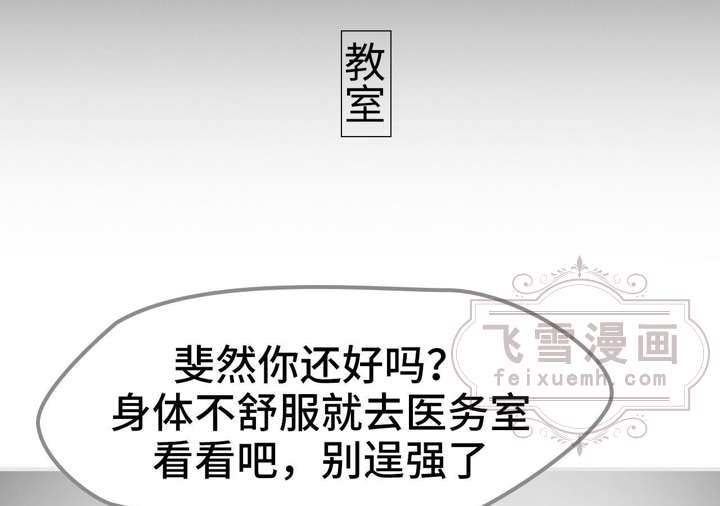 教室
斐然你还好吗？
身体不舒服就去医务室
看看吧，别逞强了
飞雪漫画
feixuemh.com